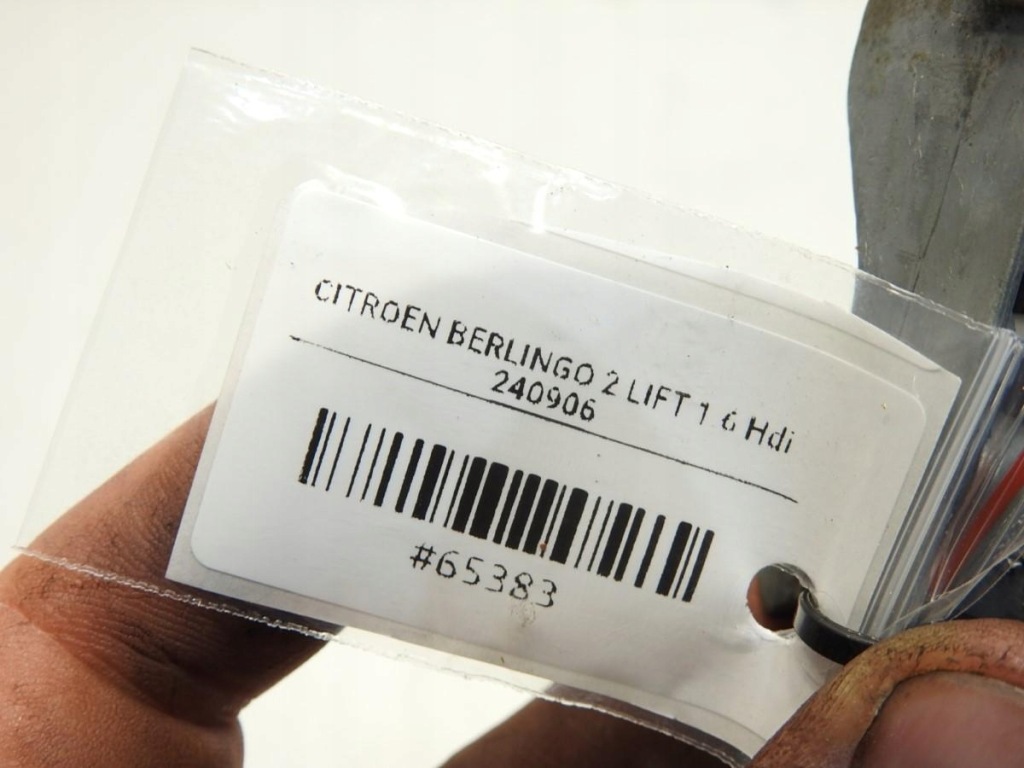 CITROEN BERLINGO 2 LIFT 1 6 Hdi
240906
#65383